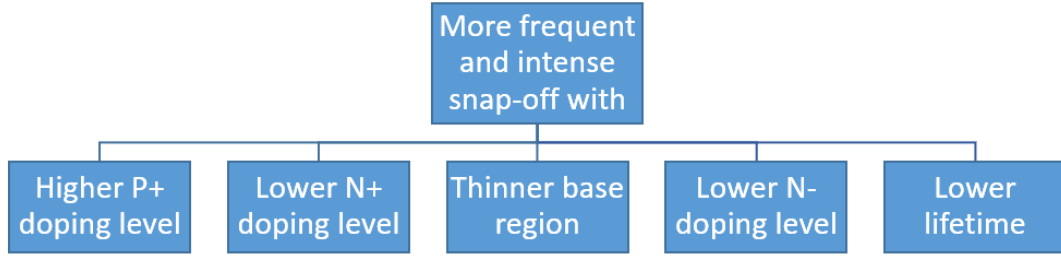 More frequent
and intense
snap-off with
Higher P+
doping level
Lower N+
doping level
Thinner base
region
Lower N-
doping level
Lower
lifetime